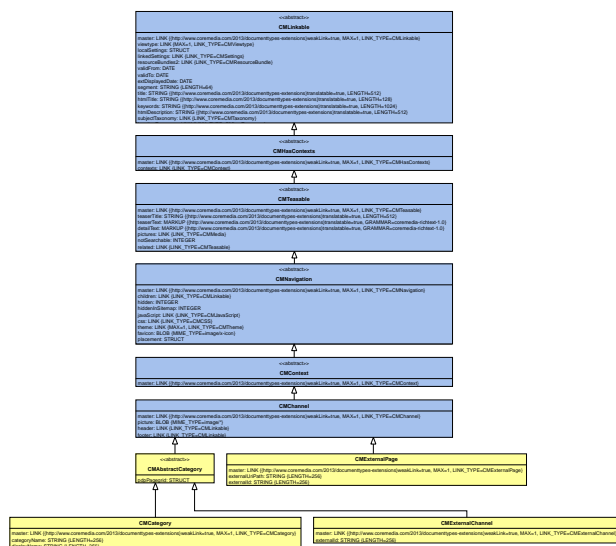 <<abstract>>
CMLinkable
master: LINK {{http://www.coremedia.com/2013/documenttypes-extensions}weakLink=true, MAX=1, LINK_TYPE=CMLinkable}
viewtype: LINK {MAX=1, LINK_TYPE=CMViewtype}
localSettings: STRUCT
linkedSettings: LINK {LINK_TYPE=CMSettings}
resourceBundles2: LINK {LINK_TYPE=CMResourceBundle}
validFrom: DATE
validTo: DATE
extDisplayedDate: DATE
segment: STRING {LENGTH=64}
title: STRING {{http://www.coremedia.com/2013/documenttypes-extensions}translatable=true, LENGTH=512}
htmlTitle: STRING {{http://www.coremedia.com/2013/documenttypes-extensions}translatable=true, LENGTH=128}
keywords: STRING {{http://www.coremedia.com/2013/documenttypes-extensions}translatable=true, LENGTH=1024}
htmlDescription: STRING {{http://www.coremedia.com/2013/documenttypes-extensions}translatable=true, LENGTH=512}
subjectTaxonomy: LINK {LINK_TYPE=CMTaxonomy}
<<abstract>>
CMHasContexts
master: LINK {{http://www.coremedia.com/2013/documenttypes-extensions}weakLink=true, MAX=1, LINK_TYPE=CMHasContexts}
contexts: LINK {LINK_TYPE=CMContext}
<<abstract>>
CMTeasable
master: LINK {{http://www.coremedia.com/2013/documenttypes-extensions}weakLink=true, MAX=1, LINK_TYPE=CMTeasable}
teaserTitle: STRING {{http://www.coremedia.com/2013/documenttypes-extensions}translatable=true, LENGTH=512}
teaserText: MARKUP {{http://www.coremedia.com/2013/documenttypes-extensions}translatable=true, GRAMMAR=coremedia-richtext-1.0}
detailText: MARKUP {{http://www.coremedia.com/2013/documenttypes-extensions}translatable=true, GRAMMAR=coremedia-richtext-1.0}
pictures: LINK {LINK_TYPE=CMMedia}
notSearchable: INTEGER
related: LINK {LINK_TYPE=CMTeasable}
<<abstract>>
CMNavigation
master: LINK {{http://www.coremedia.com/2013/documenttypes-extensions}weakLink=true, MAX=1, LINK_TYPE=CMNavigation}
children: LINK {LINK_TYPE=CMLinkable}
hidden: INTEGER
hiddenInSitemap: INTEGER
javaScript: LINK {LINK_TYPE=CMJavaScript}
css: LINK {LINK_TYPE=CMCSS}
theme: LINK {MAX=1, LINK_TYPE=CMTheme}
favicon: BLOB {MIME_TYPE=image/x-icon}
placement: STRUCT
<<abstract>>
CMContext
master: LINK {{http://www.coremedia.com/2013/documenttypes-extensions}weakLink=true, MAX=1, LINK_TYPE=CMContext}
CMChannel
master: LINK {{http://www.coremedia.com/2013/documenttypes-extensions}weakLink=true, MAX=1, LINK_TYPE=CMChannel}
picture: BLOB {MIME_TYPE=image/*}
header: LINK {LINK_TYPE=CMLinkable}
footer: LINK {LINK_TYPE=CMLinkable}
<<abstract>>
CMAbstractCategory
pdpPagegrid: STRUCT
CMExternalPage
master: LINK {{http://www.coremedia.com/2013/documenttypes-extensions}weakLink=true, MAX=1, LINK_TYPE=CMExternalPage}
externalUriPath: STRING {LENGTH=256}
externalId: STRING {LENGTH=256}
CMCategory
master: LINK {{http://www.coremedia.com/2013/documenttypes-extensions}weakLink=true, MAX=1, LINK_TYPE=CMCategory}
categoryName: STRING {LENGTH=256}
CMExternalChannel
master: LINK {{http://www.coremedia.com/2013/documenttypes-extensions}weakLink=true, MAX=1, LINK_TYPE=CMExternalChannel}
externalId: STRING {LENGTH=256}